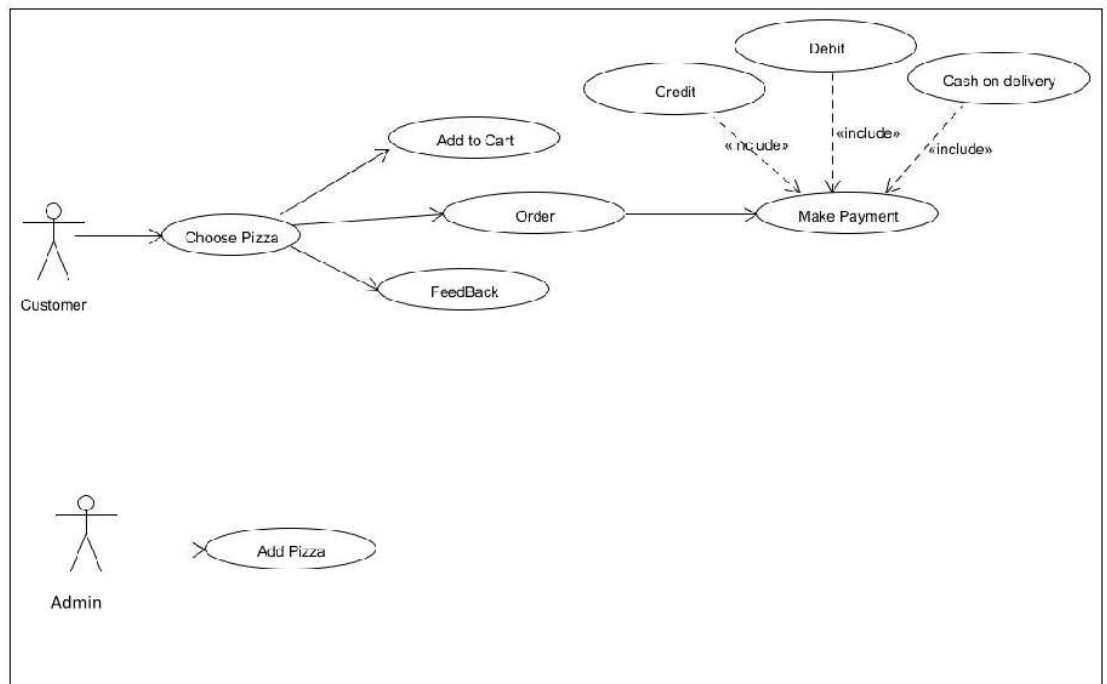 Debit
Credit
Cash on delivery
Add to Cart
«include»
«include»
«include»
Order
Make Payment
Choose Pizza
FeedBack
Customer
Add Pizza
Admin